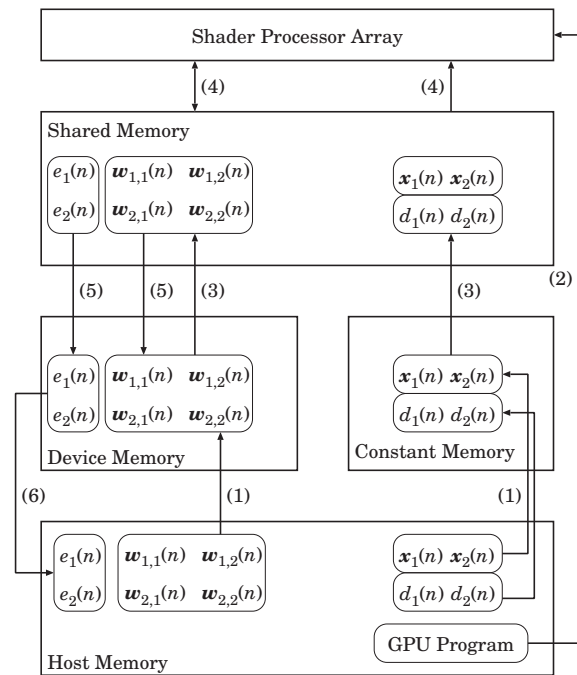 Shader Processor Array
(4) (4)
Shared Memory
e₁(n) w₁,₁(n) w₁,₂(n) x₁(n) x₂(n)
e₂(n) w₂,₁(n) w₂,₂(n) d₁(n) d₂(n)
(2)
(5) (5) (3) (3)
e₁(n) w₁,₁(n) w₁,₂(n) x₁(n) x₂(n)
e₂(n) w₂,₁(n) w₂,₂(n) d₁(n) d₂(n)
Device Memory Constant Memory
(6) (1) (1)
e₁(n) w₁,₁(n) w₁,₂(n) x₁(n) x₂(n)
e₂(n) w₂,₁(n) w₂,₂(n) d₁(n) d₂(n)
GPU Program
Host Memory